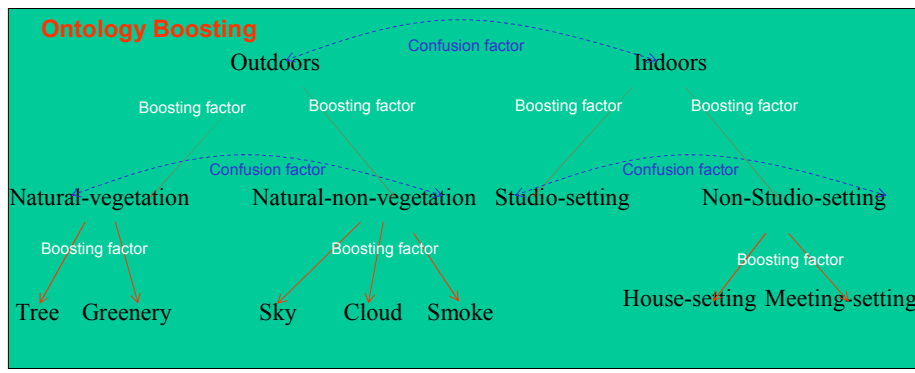 Ontology Boosting
Confusion factor
Outdoors Indoors
Boosting factor Boosting factor Boosting factor Boosting factor
Confusion factor Confusion factor
Natural-vegetation Natural-non-vegetation Studio-setting Non-Studio-setting
Boosting factor Boosting factor Boosting factor
Tree Greenery Sky Cloud Smoke House-setting Meeting-setting